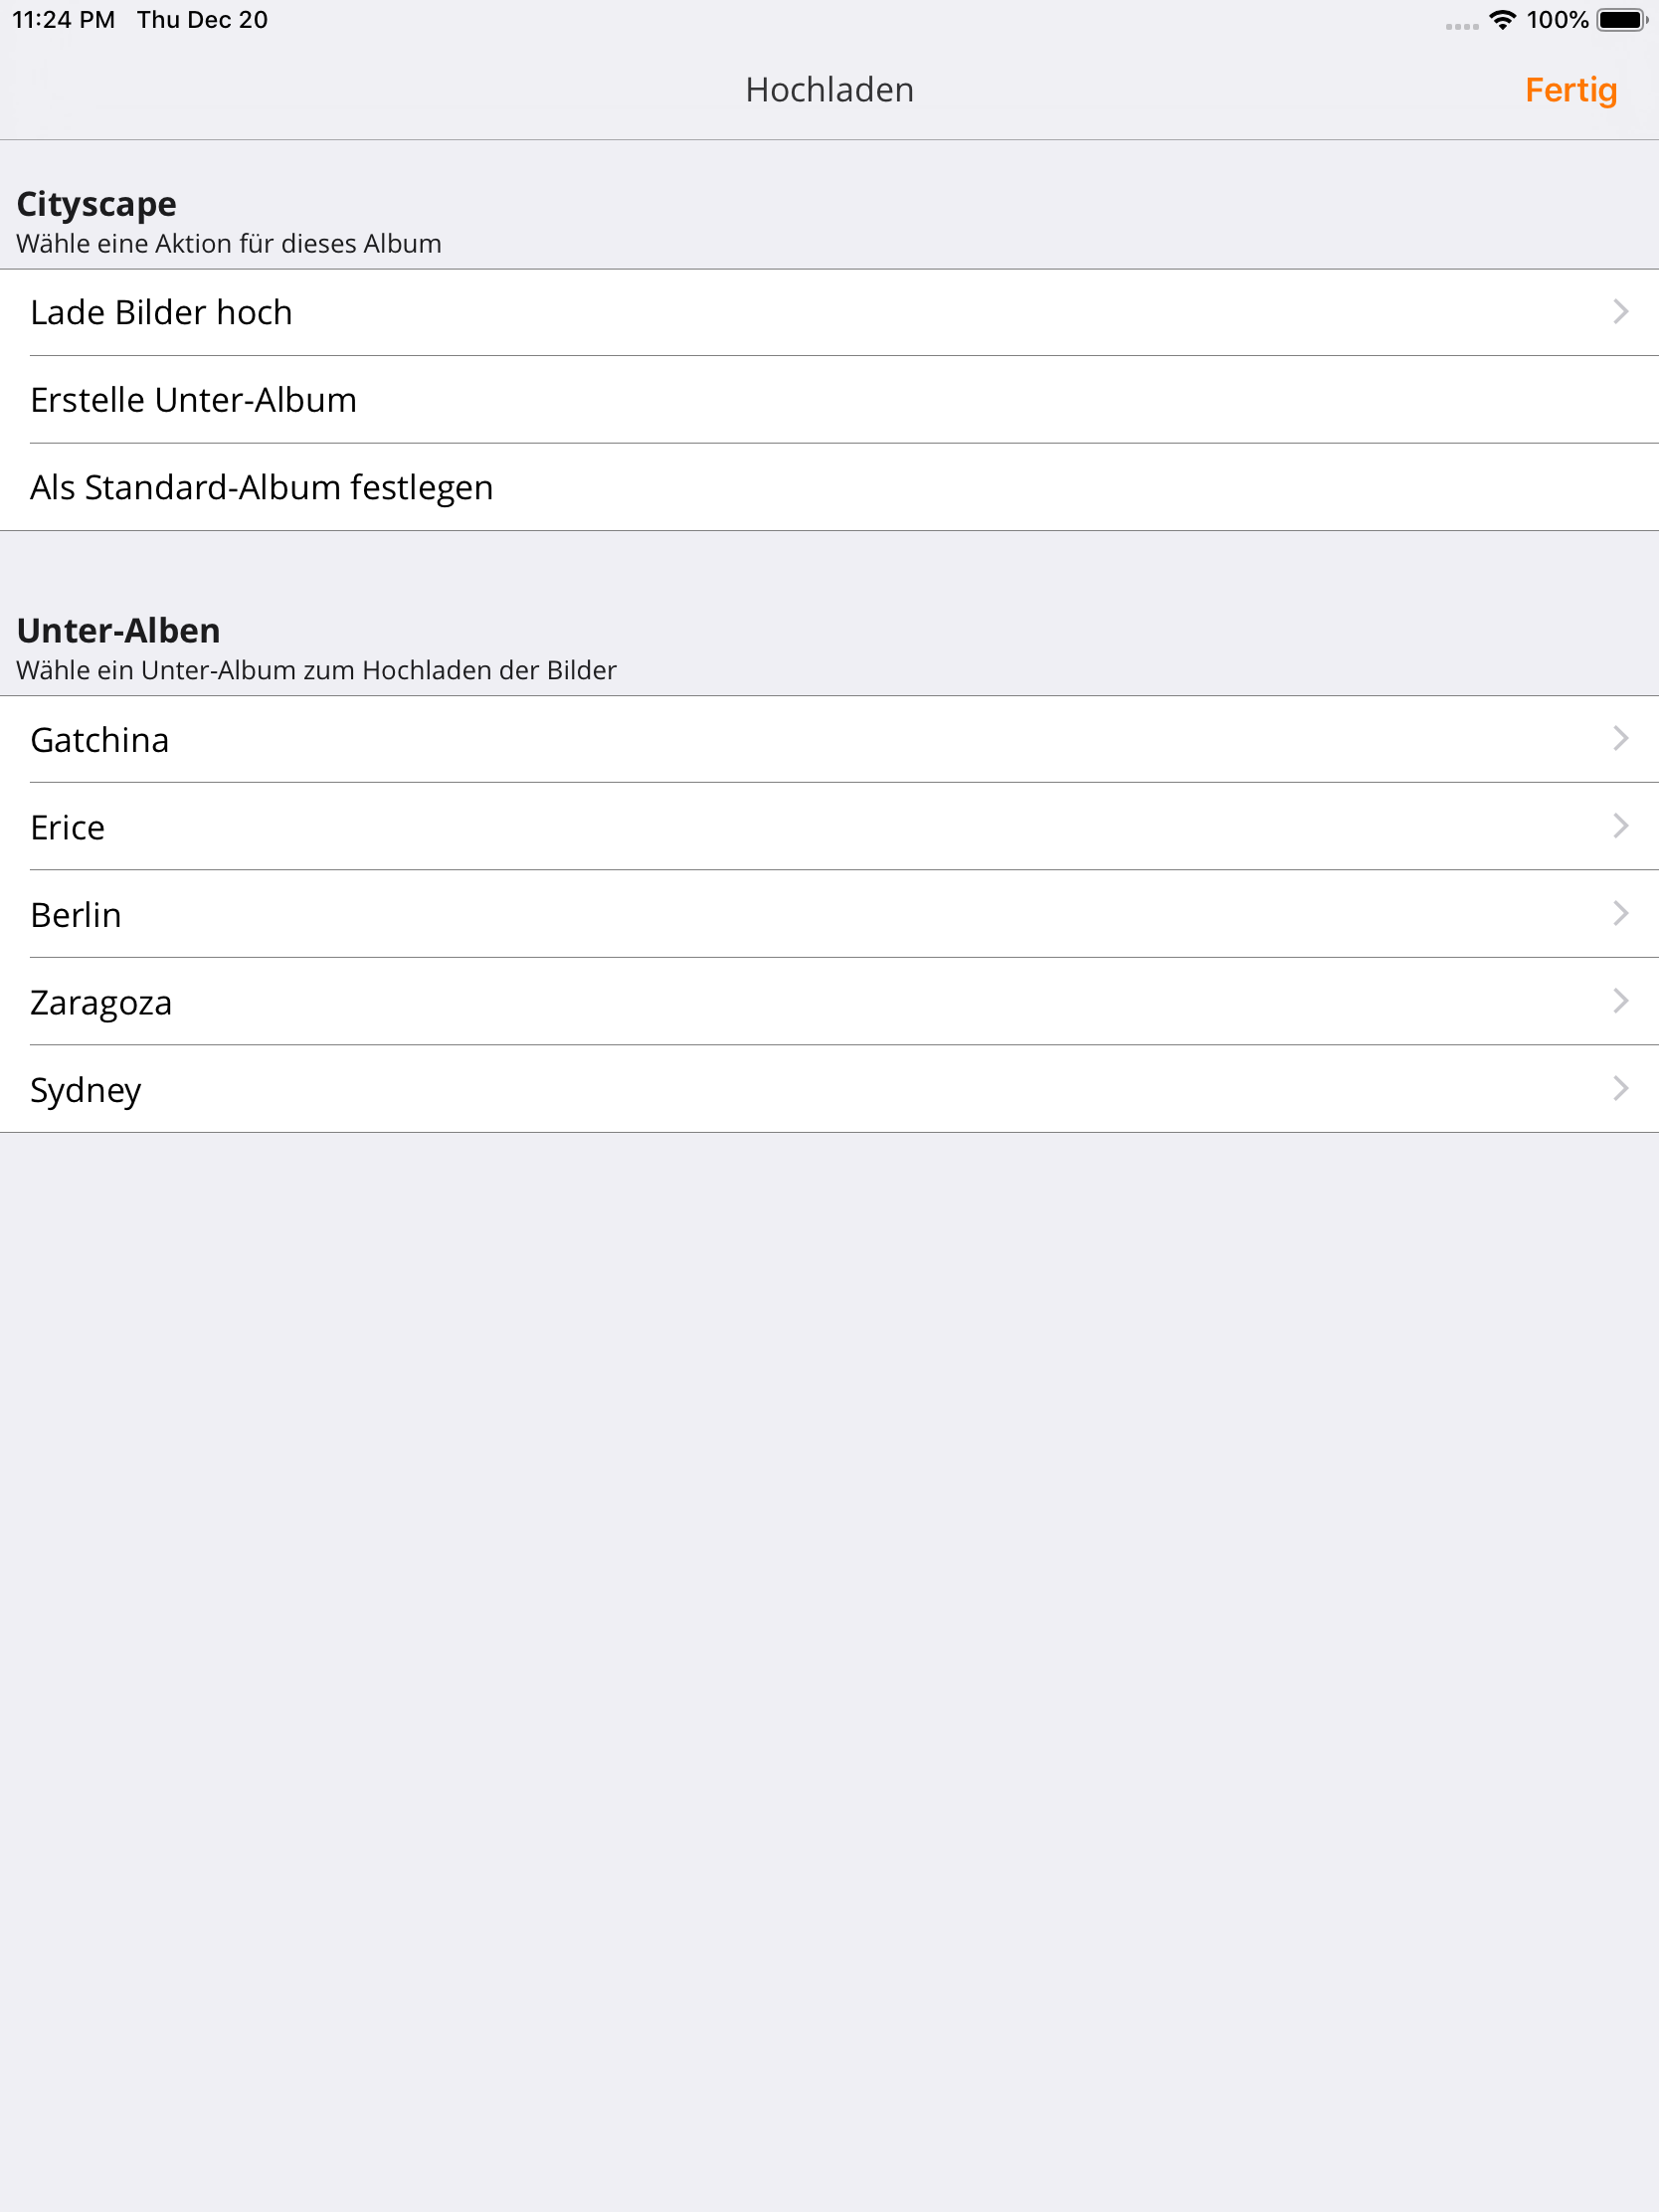 11:24 PM Thu Dec 20 100%
Hochladen Fertig
Cityscape
Wähle eine Aktion für dieses Album
Lade Bilder hoch
Erstelle Unter-Album
Als Standard-Album festlegen
Unter-Alben
Wähle ein Unter-Album zum Hochladen der Bilder
Gatchina
Erice
Berlin
Zaragoza
Sydney